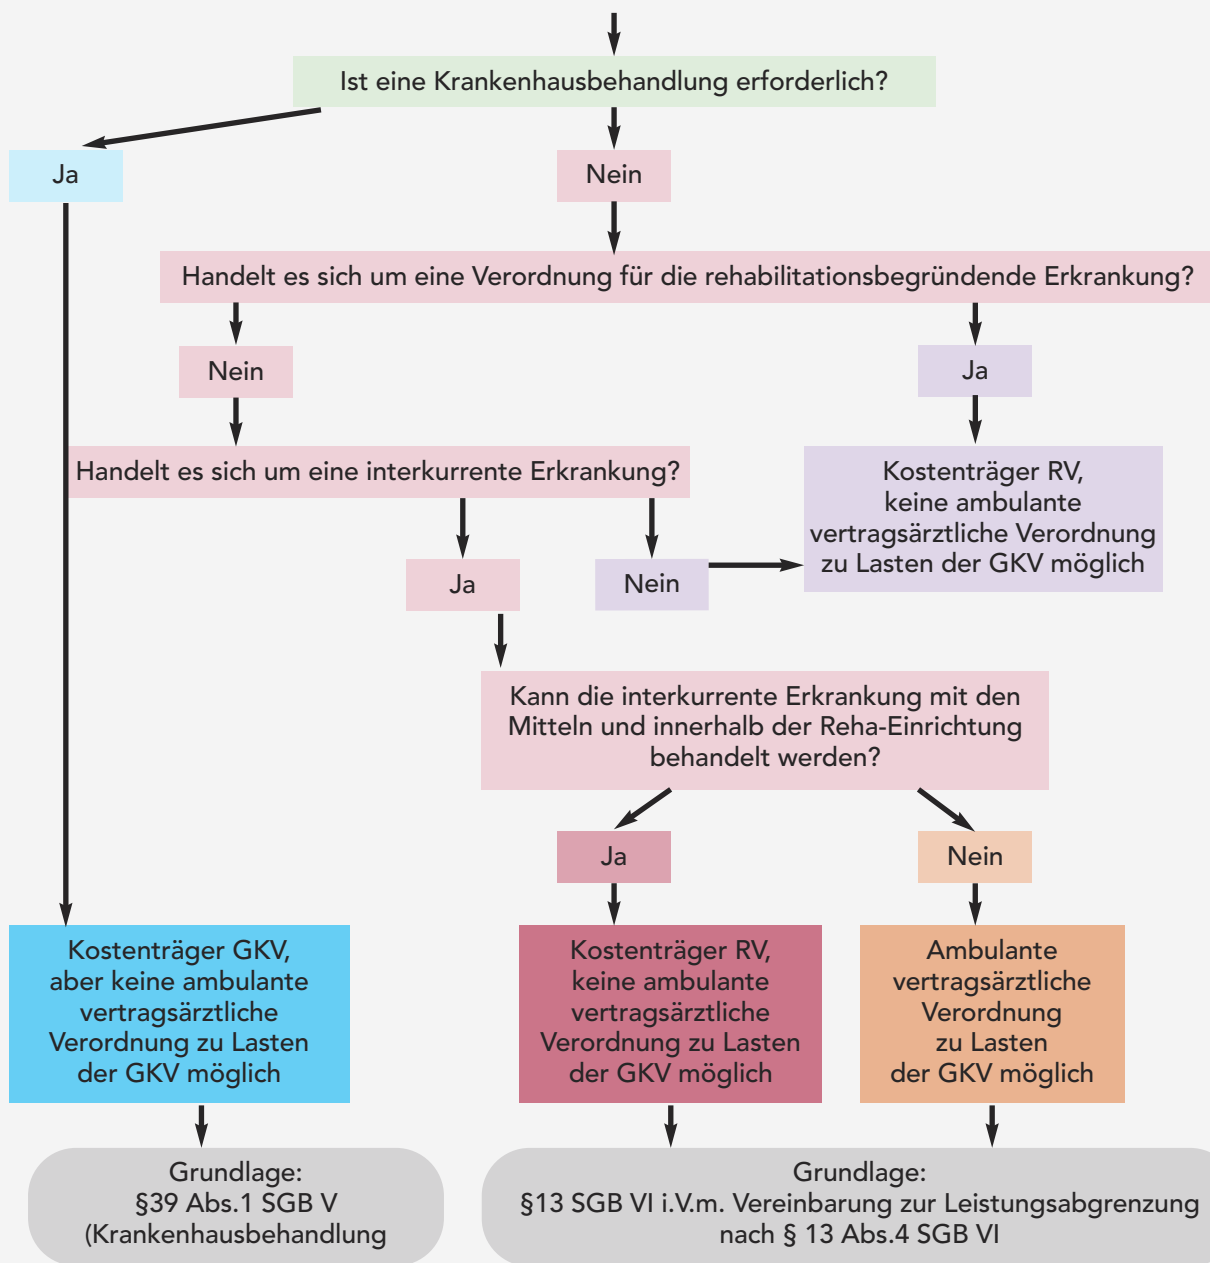 Ist eine Krankenhausbehandlung erforderlich?
Ja
Nein
Handelt es sich um eine Verordnung für die rehabilitationsbegründende Erkrankung?
Nein
Ja
Handelt es sich um eine interkurrente Erkrankung?
Kostenträger RV,
keine ambulante
vertragsärztliche Verordnung
zu Lasten der GKV möglich
Ja
Nein
Kann die interkurrente Erkrankung mit den
Mitteln und innerhalb der Reha-Einrichtung
behandelt werden?
Ja
Nein
Kostenträger GKV,
aber keine ambulante
vertragsärztliche
Verordnung zu Lasten
der GKV möglich
Kostenträger RV,
keine ambulante
vertragsärztliche
Verordnung zu Lasten
der GKV möglich
Ambulante
vertragsärztliche
Verordnung
zu Lasten
der GKV möglich
Grundlage:
§39 Abs.1 SGB V
(Krankenhausbehandlung
Grundlage:
§13 SGB VI i.V.m. Vereinbarung zur Leistungsabgrenzung
nach § 13 Abs.4 SGB VI